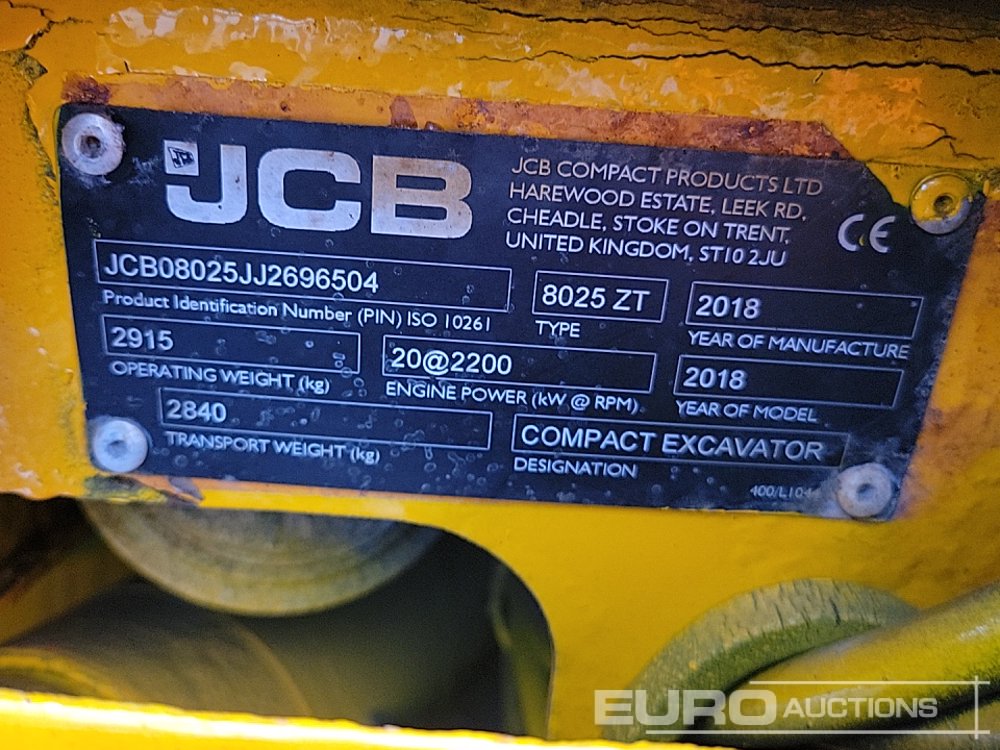 JCB
JCB COMPACT PRODUCTS LTD
HAREWOOD ESTATE, LEEK RD,
CHEADLE, STOKE ON TRENT,
UNITED KINGDOM, ST10 2JU
CE
JCB08025JJ2696504
Product Identification Number (PIN) ISO 10261
8025 ZT
TYPE
2018
YEAR OF MANUFACTURE
2915
OPERATING WEIGHT (kg)
20@2200
ENGINE POWER (kW @ RPM)
2018
YEAR OF MODEL
2840
TRANSPORT WEIGHT (kg)
COMPACT EXCAVATOR
DESIGNATION
EURO AUCTIONS